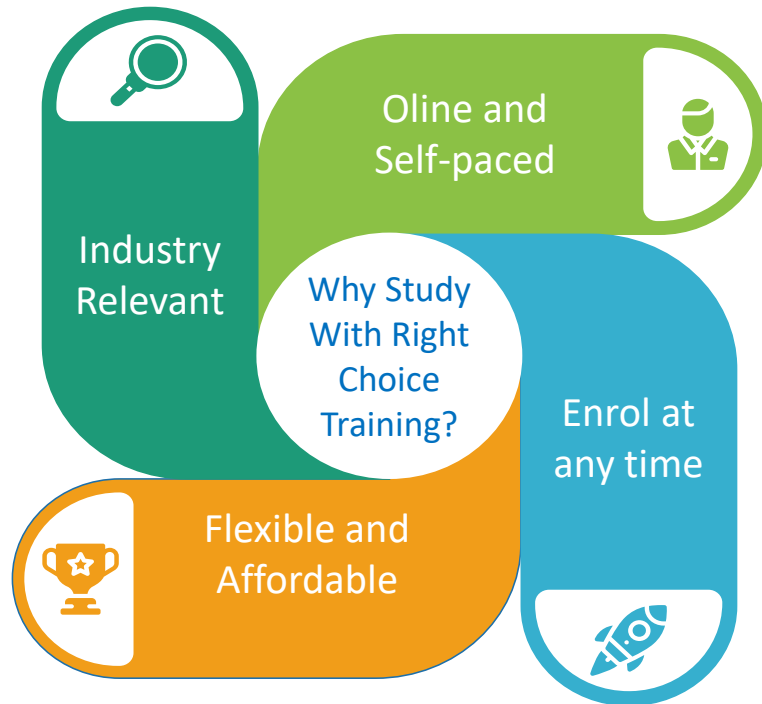 Oline and
Self-paced
Industry
Relevant
Why Study
With Right
Choice
Training?
Enrol at
any time
Flexible and
Affordable